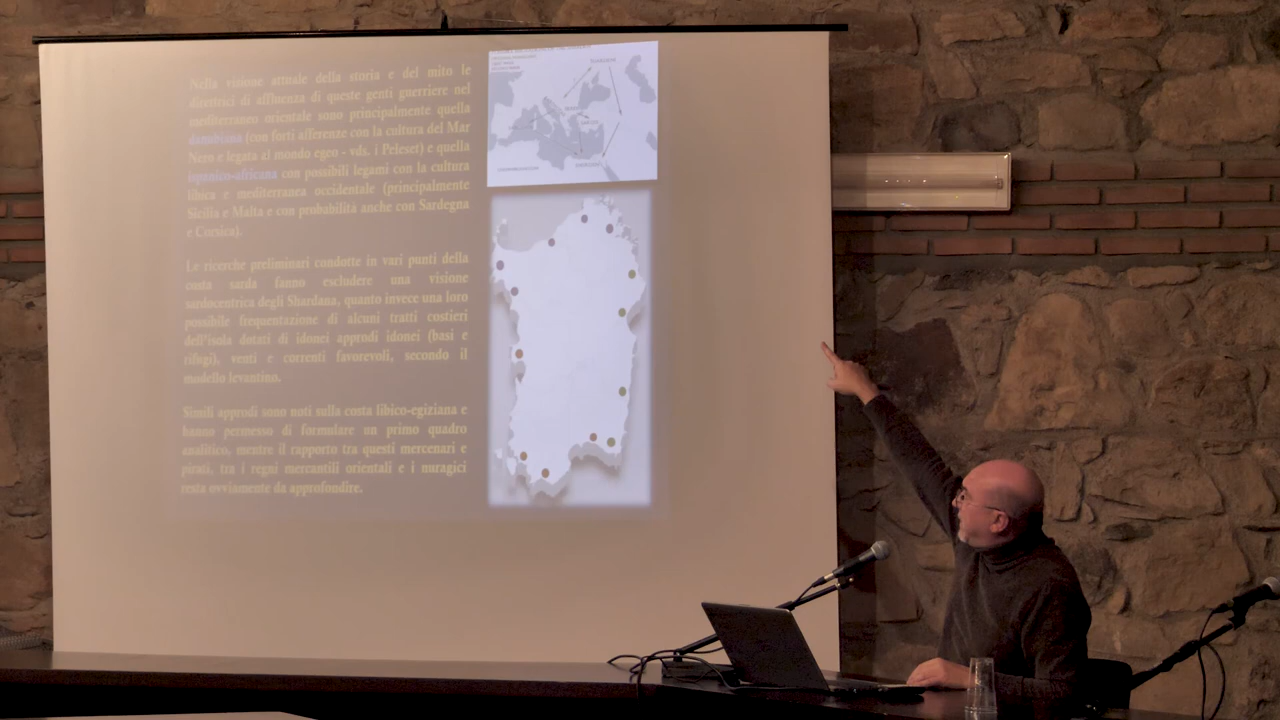 Nella visione attuale della storia e del mito le
direttrici di affluenza di queste genti guerriere nel
mediterraneo orientale sono principalmente quella
danubiana (con forti afferenze con la cultura del Mar
Nero e legata al mondo egeo - vds. i Peleset) e quella
ispanico-africana con possibili legami con la cultura
libica e mediterranea occidentale (principalmente
Sicilia e Malta e con probabilità anche con Sardegna
e Corsica).
Le ricerche preliminari condotte in vari punti della
costa sarda fanno escludere una visione
sardocentrica degli Shardana, quanto invece una loro
possibile frequentazione di alcuni tratti costieri
dell'isola dotati di idonei approdi idonei (basi e
rifugi), venti e correnti favorevoli, secondo il
modello levantino.
Simili approdi sono noti sulla costa libico-egiziana e
hanno permesso di formulare un primo quadro
analitico, mentre il rapporto tra questi mercenari e
pirati, tra i regni mercantili orientali e i nuragici
resta ovviamente da approfondire.